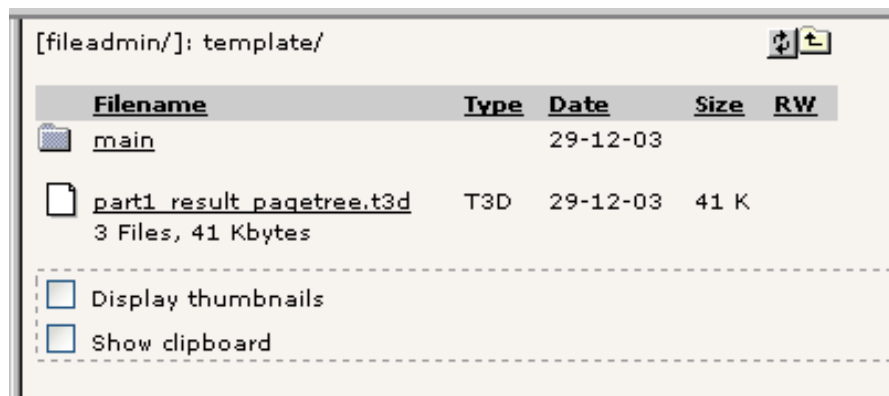 [fileadmin/]: template/
Filename Type Date Size RW
main 29-12-03
part1_result_pagetree.t3d T3D 29-12-03 41 K
3 Files, 41 Kbytes
Display thumbnails
Show clipboard